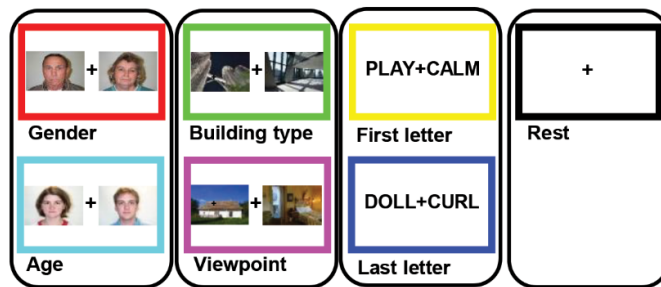 +
+
PLAY+CALM
+
Gender
Building type
First letter
Rest
+
+
DOLL+CURL
Age
Viewpoint
Last letter